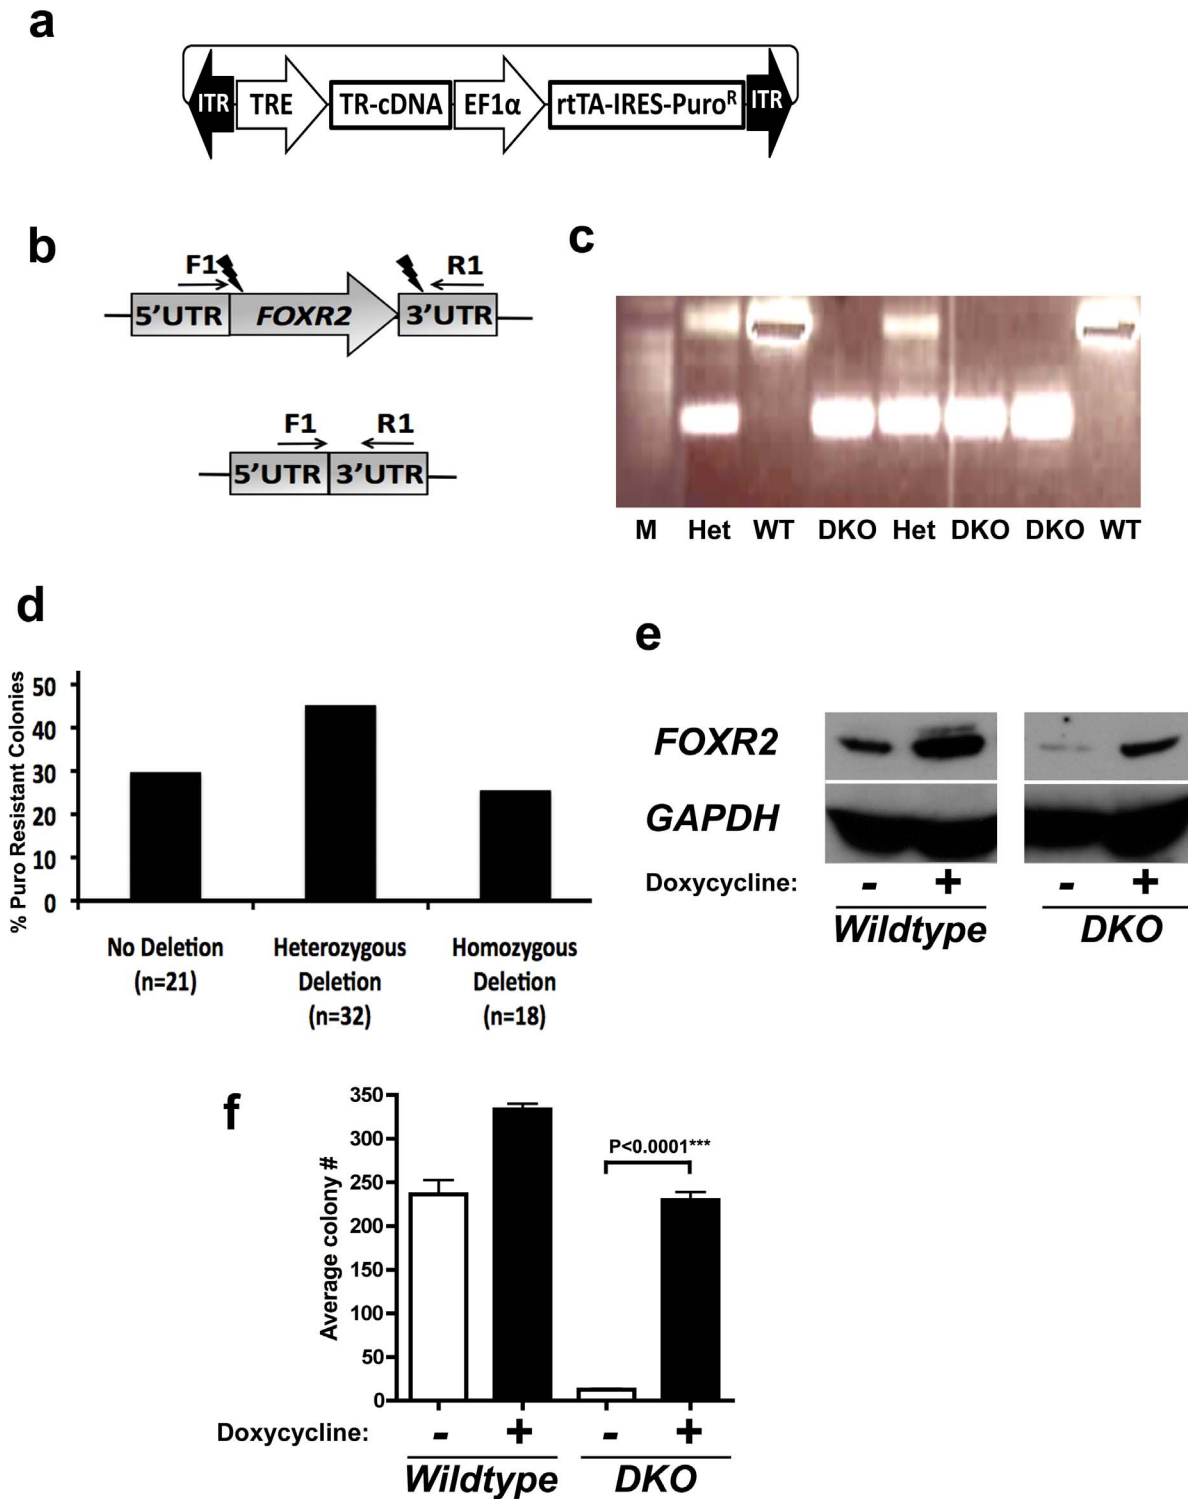 a
ITR TRE TR-cDNA EF1α rtTA-IRES-Puro^R ITR
b
F1 R1
5'UTR FOXR2 3'UTR
F1 R1
5'UTR 3'UTR
c
M Het WT DKO Het DKO DKO WT
d
% Puro Resistant Colonies
50
40
30
20
10
0
No Deletion
(n=21)
Heterozygous
Deletion
(n=32)
Homozygous
Deletion
(n=18)
e
FOXR2
GAPDH
Doxycycline: - + - +
Wildtype DKO
f
Average colony #
350
300
250
200
150
100
50
0
P<0.0001***
Doxycycline: - + - +
Wildtype DKO